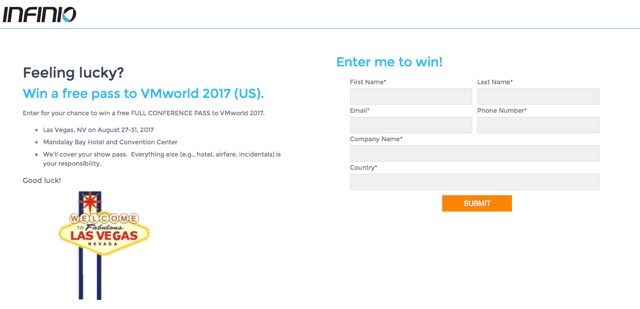 INFINIO
Feeling lucky?
Win a free pass to VMworld 2017 (US).
Enter for your chance to win a free FULL CONFERENCE PASS to VMworld 2017.
• Las Vegas, NV on August 27-31, 2017
• Mandalay Bay Hotel and Convention Center
• We'll cover your show pass. Everything else (e.g., hotel, airfare, incidentals) is
your responsibility.
Good luck!
WELCOME
TO Fabulous
LAS VEGAS
NEVADA
Enter me to win!
First Name* Last Name*
Email* Phone Number*
Company Name*
Country*
SUBMIT